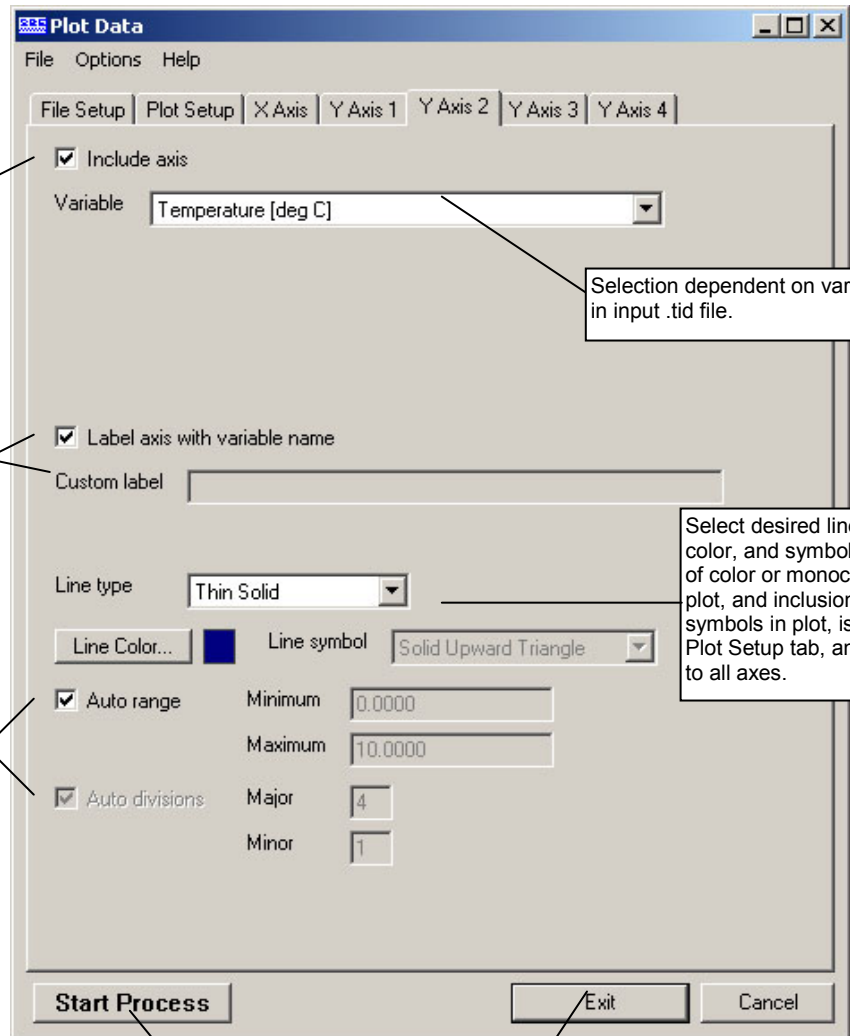 Plot Data
File Options Help
File Setup Plot Setup X Axis Y Axis 1 Y Axis 2 Y Axis 3 Y Axis 4
Include axis
Variable Temperature [deg C]
Selection dependent on var
in input .tid file.
Label axis with variable name
Custom label
Select desired line
color, and symbol
of color or monoc
plot, and inclusion
symbols in plot, is
Plot Setup tab, an
to all axes.
Line type Thin Solid
Line Color... Line symbol Solid Upward Triangle
Auto range Minimum 0.0000
Maximum 10.0000
Auto divisions Major 4
Minor 1
Start Process Exit Cancel